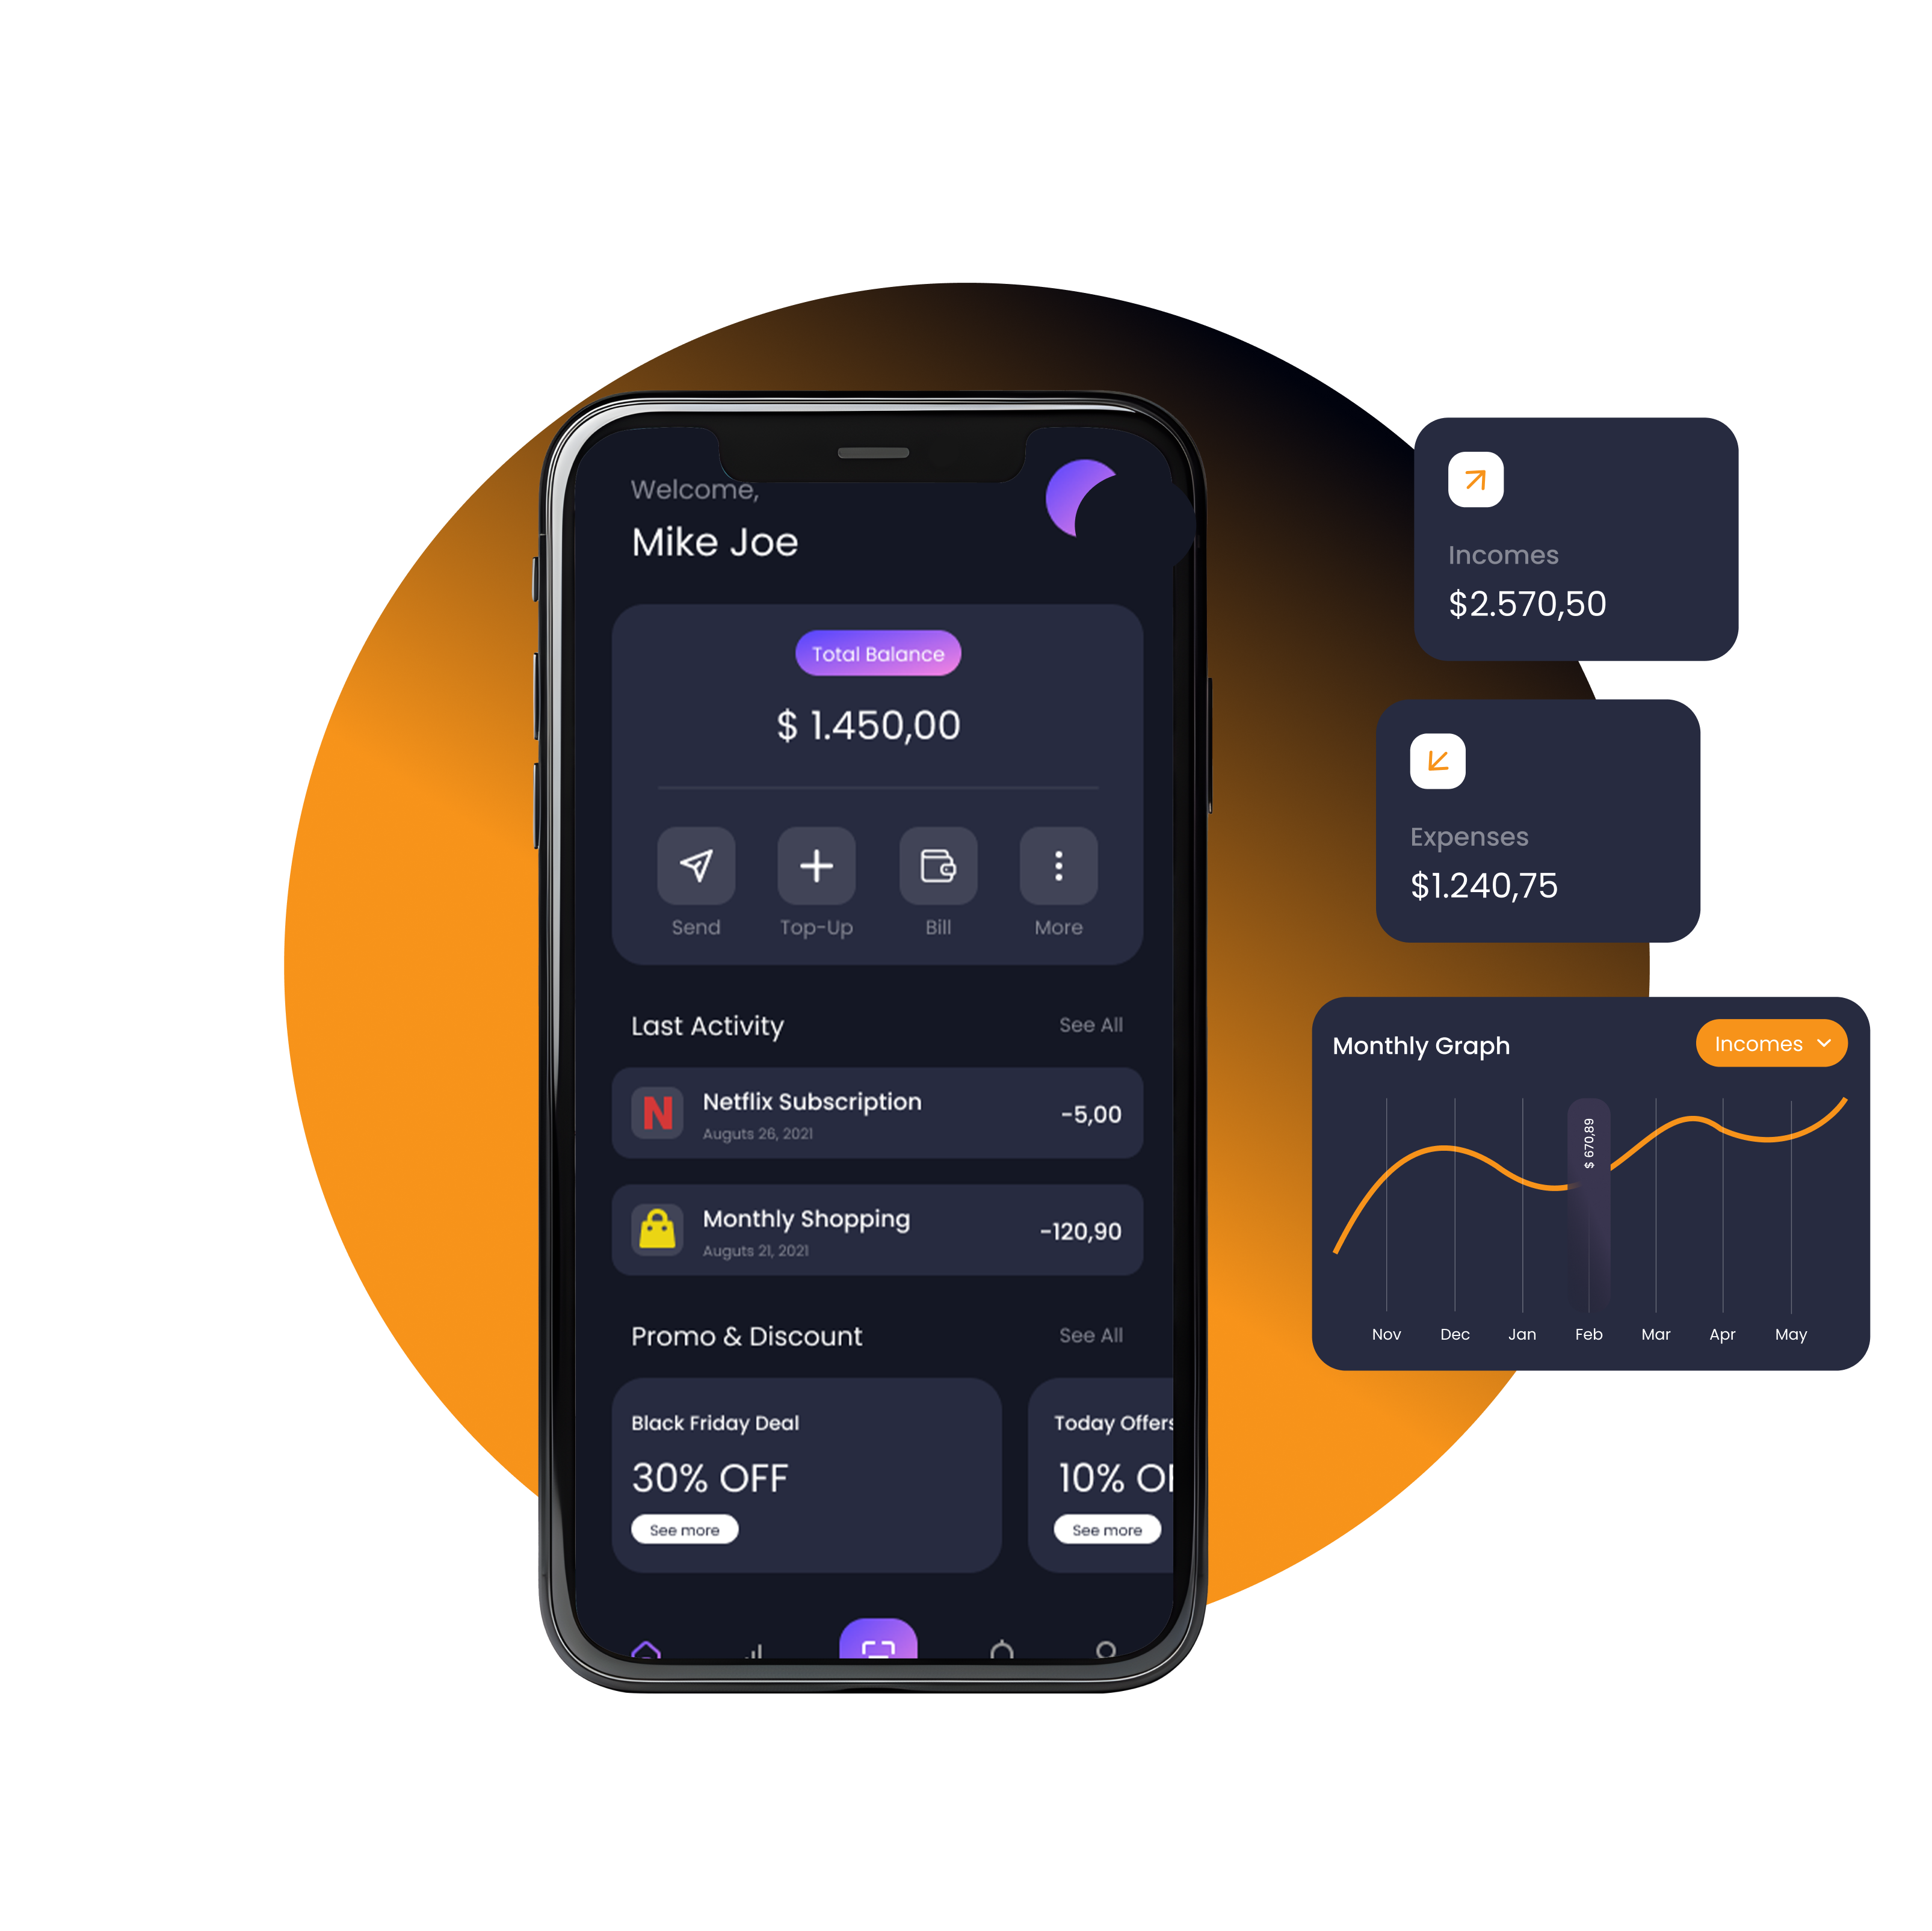 Welcome,
Mike Joe
Total Balance
$ 1.450,00
Send
Top-Up
Bill
More
Last Activity
See All
N
Netflix Subscription
-5,00
Auguts 26, 2021
Monthly Shopping
-120,90
Auguts 21, 2021
Promo & Discount
See All
Black Friday Deal
30% OFF
See more
Today Offers
10% OF
See more
Incomes
$2.570,50
Expenses
$1.240,75
Monthly Graph
Incomes
$ 670,89
Nov
Dec
Jan
Feb
Mar
Apr
May